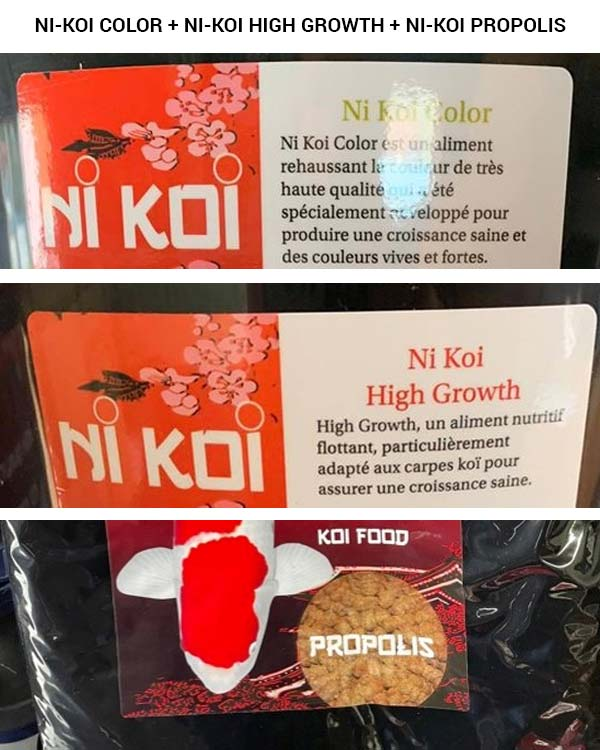 NI-KOI COLOR + NI-KOI HIGH GROWTH + NI-KOI PROPOLIS
NI KOI
Ni Koi Color
Ni Koi Color est un aliment
rehaussant la couleur de très
haute qualité qui a été
spécialement développé pour
produire une croissance saine et
des couleurs vives et fortes.
NI KOI
Ni Koi
High Growth
High Growth, un aliment nutritif
flottant, particulièrement
adapté aux carpes koï pour
assurer une croissance saine.
KOI FOOD
PROPOLIS